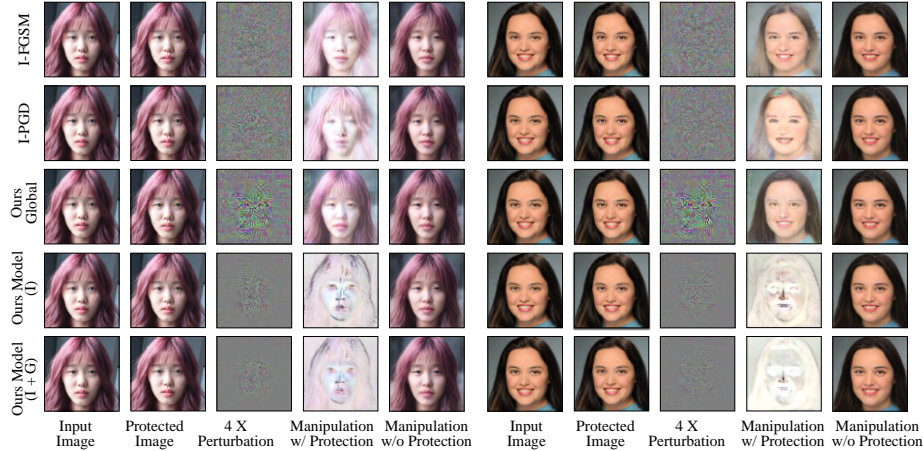 I-FGSM
I-PGD
Ours
Global
Ours Model
(I)
Ours Model
(I + G)
Input
Image
Protected
Image
4 X
Perturbation
Manipulation
w/ Protection
Manipulation
w/o Protection
Input
Image
Protected
Image
4 X
Perturbation
Manipulation
w/ Protection
Manipulation
w/o Protection